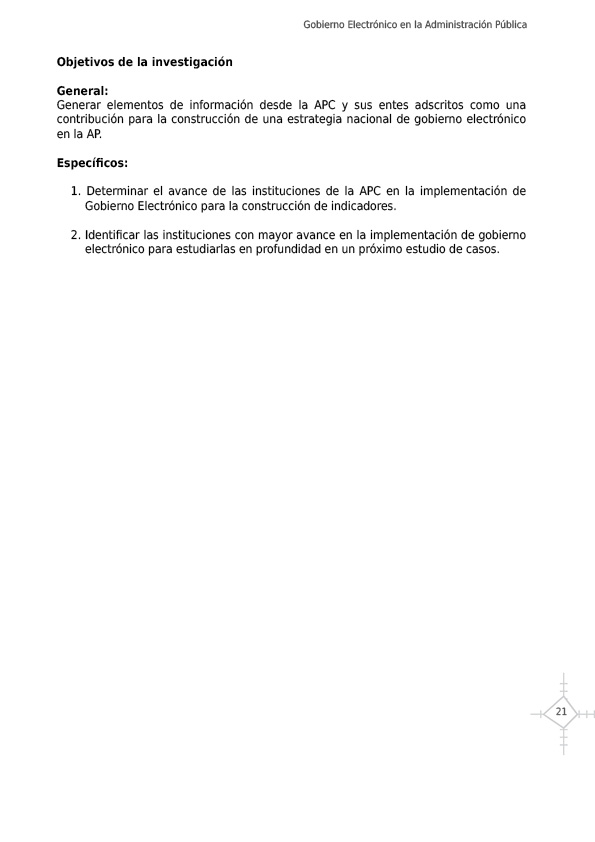 Gobierno Electrónico en la Administración Pública
Objetivos de la investigación
General:
Generar elementos de información desde la APC y sus entes adscritos como una
contribución para la construcción de una estrategia nacional de gobierno electrónico
en la AP.
Específicos:
1. Determinar el avance de las instituciones de la APC en la implementación de
Gobierno Electrónico para la construcción de indicadores.
2. Identificar las instituciones con mayor avance en la implementación de gobierno
electrónico para estudiarlas en profundidad en un próximo estudio de casos.
21